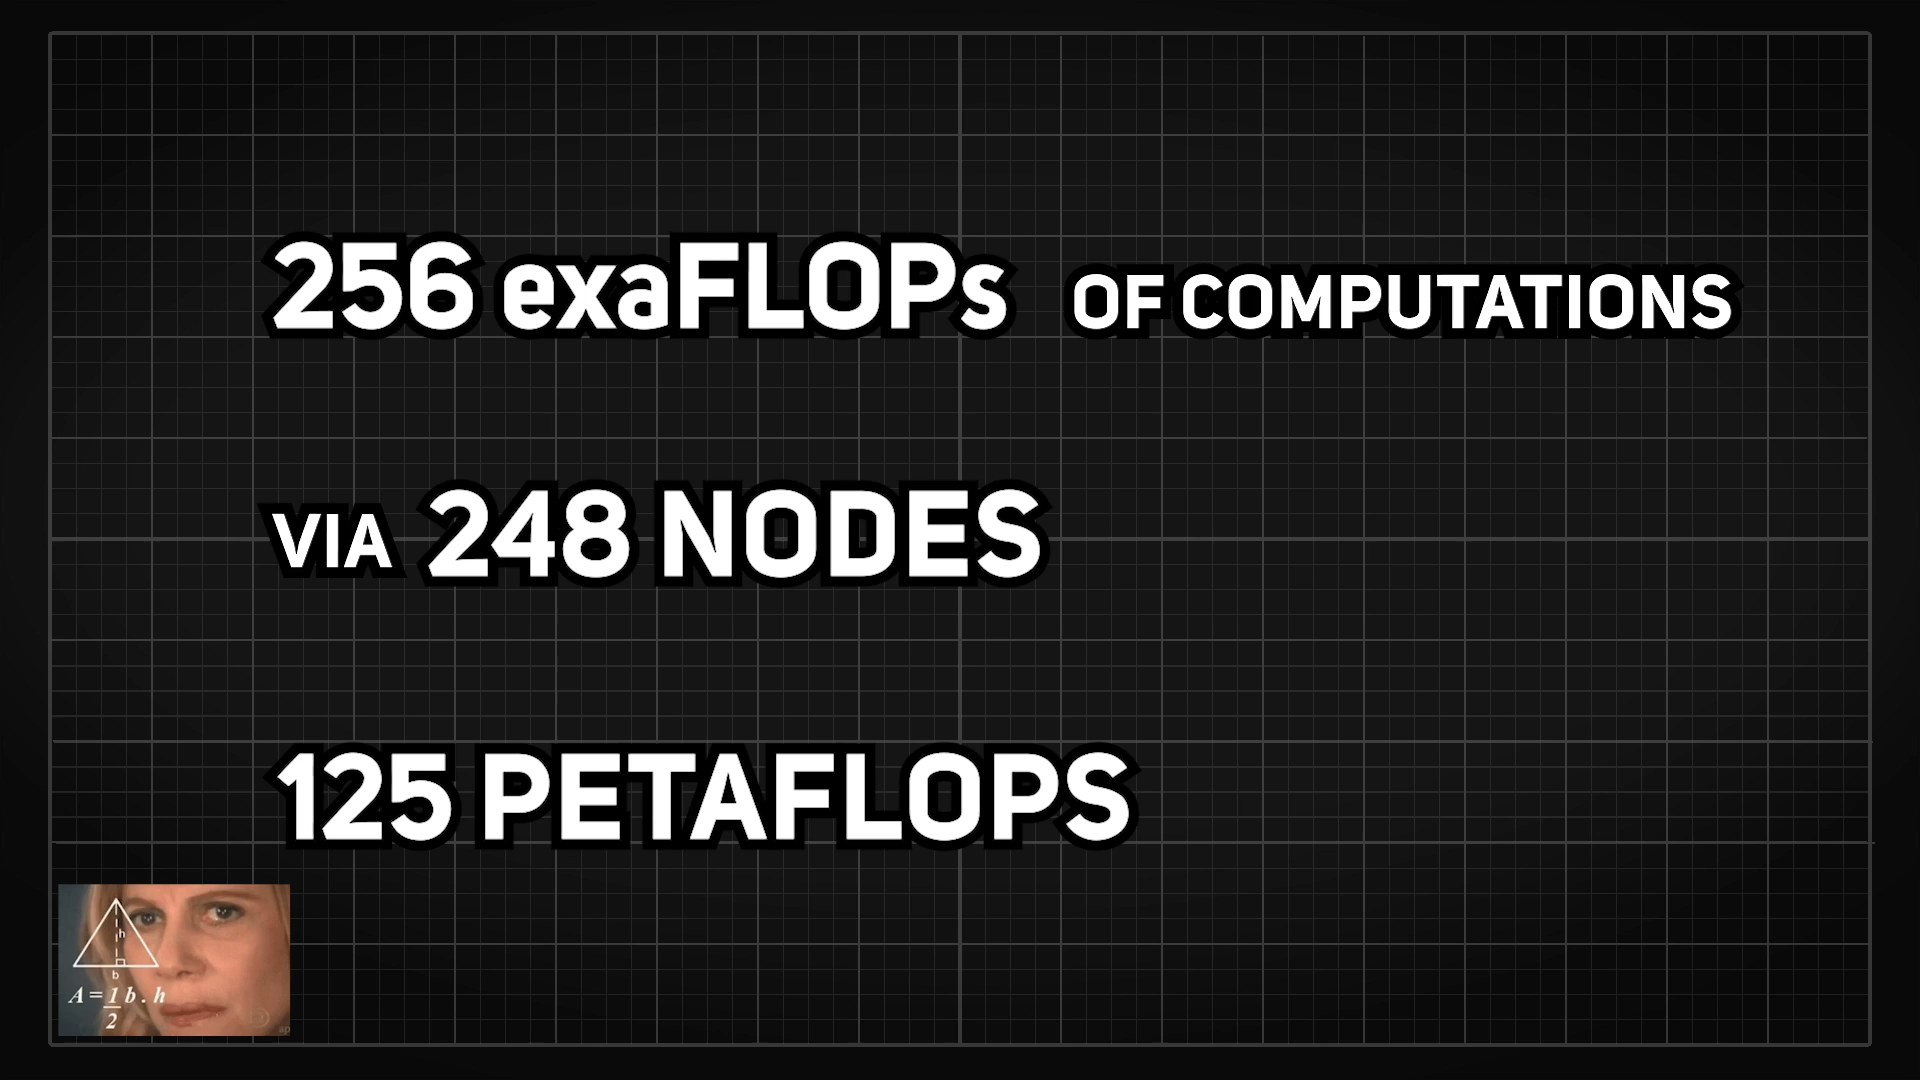 256 exaFLOPs OF COMPUTATIONS
VIA 248 NODES
125 PETAFLOPS
h
b
A = 1/2 b . h